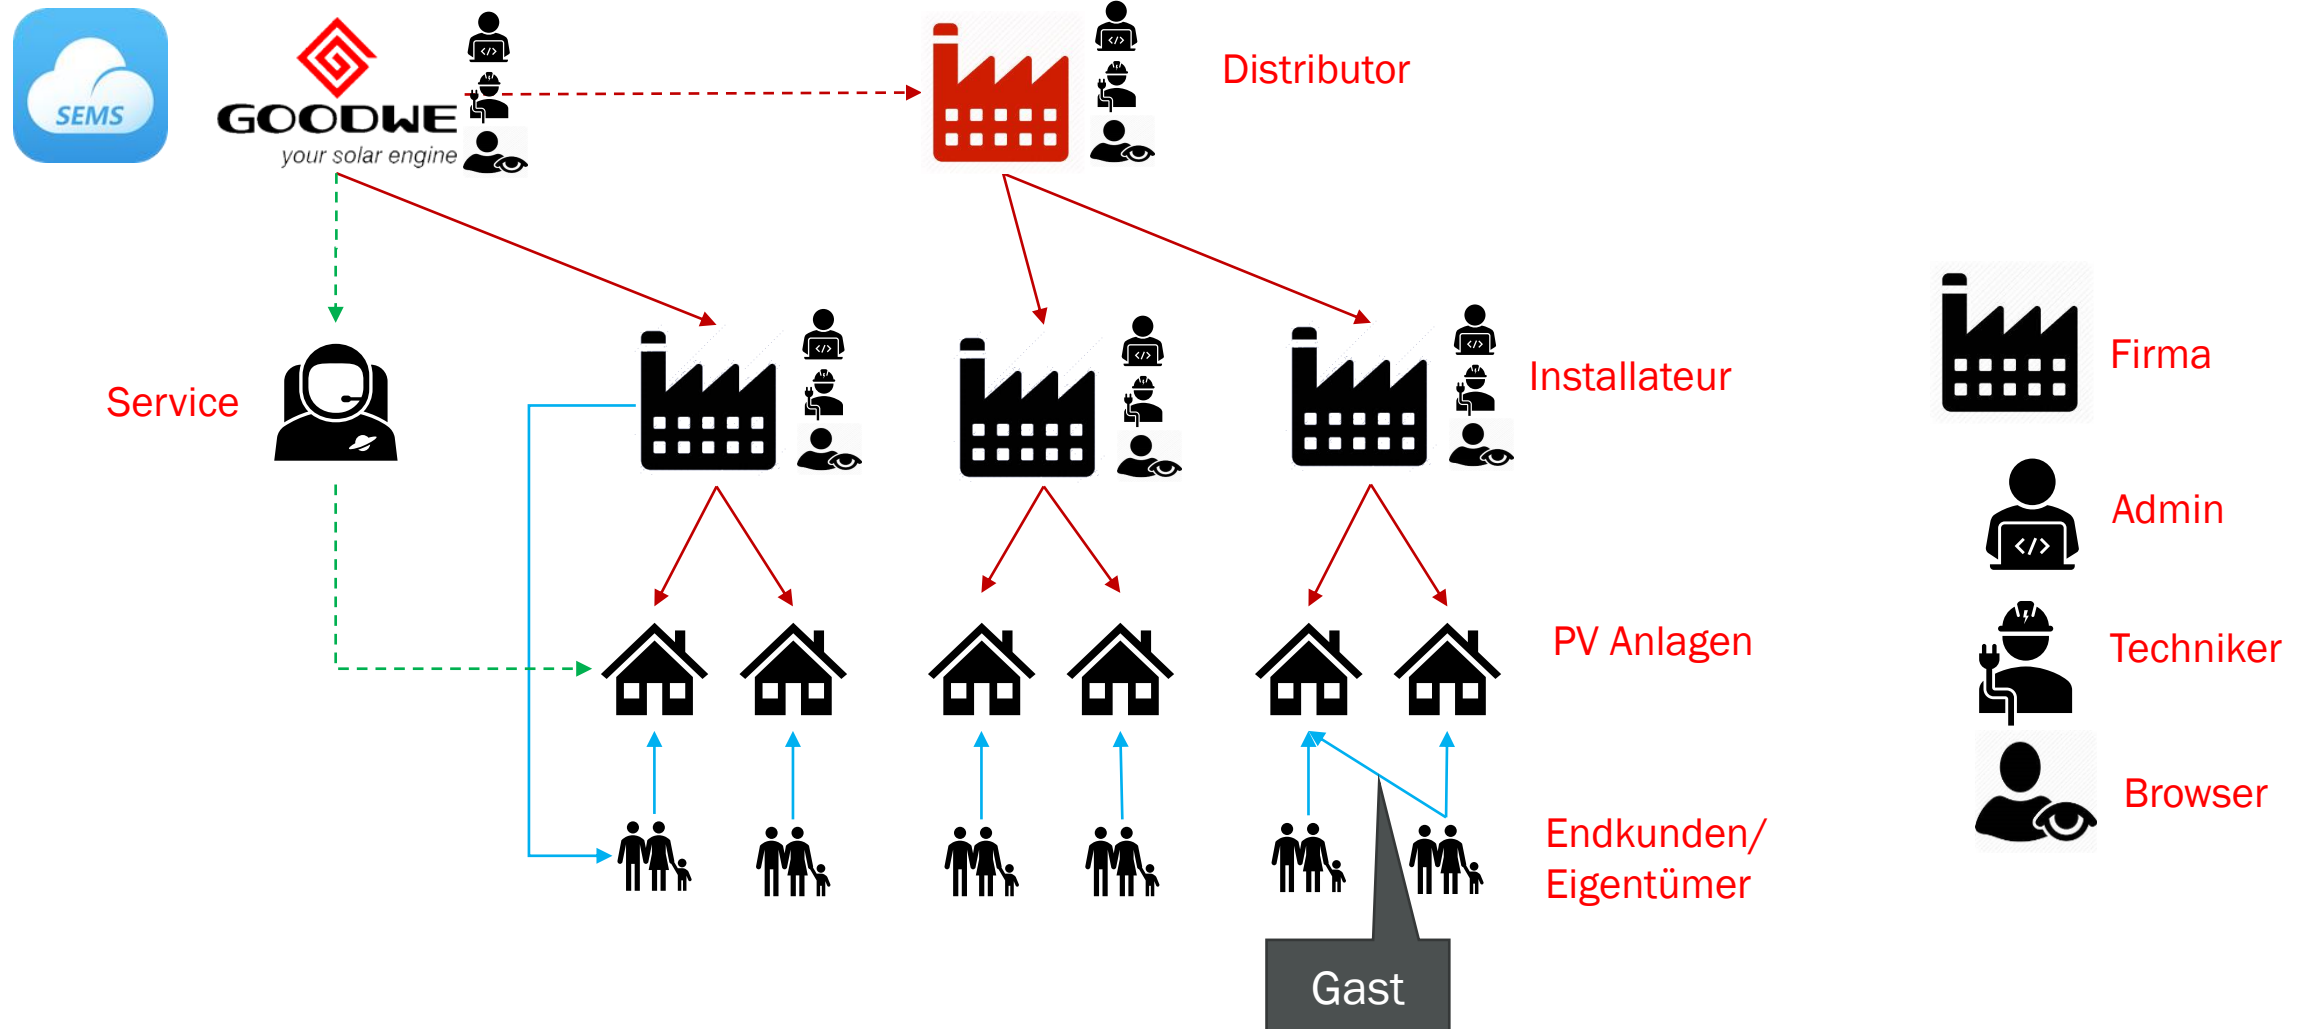 SEMS
GOODWE
your solar engine
Distributor
Service
Installateur
Firma
Admin
Techniker
Browser
PV Anlagen
Endkunden/
Eigentümer
Gast